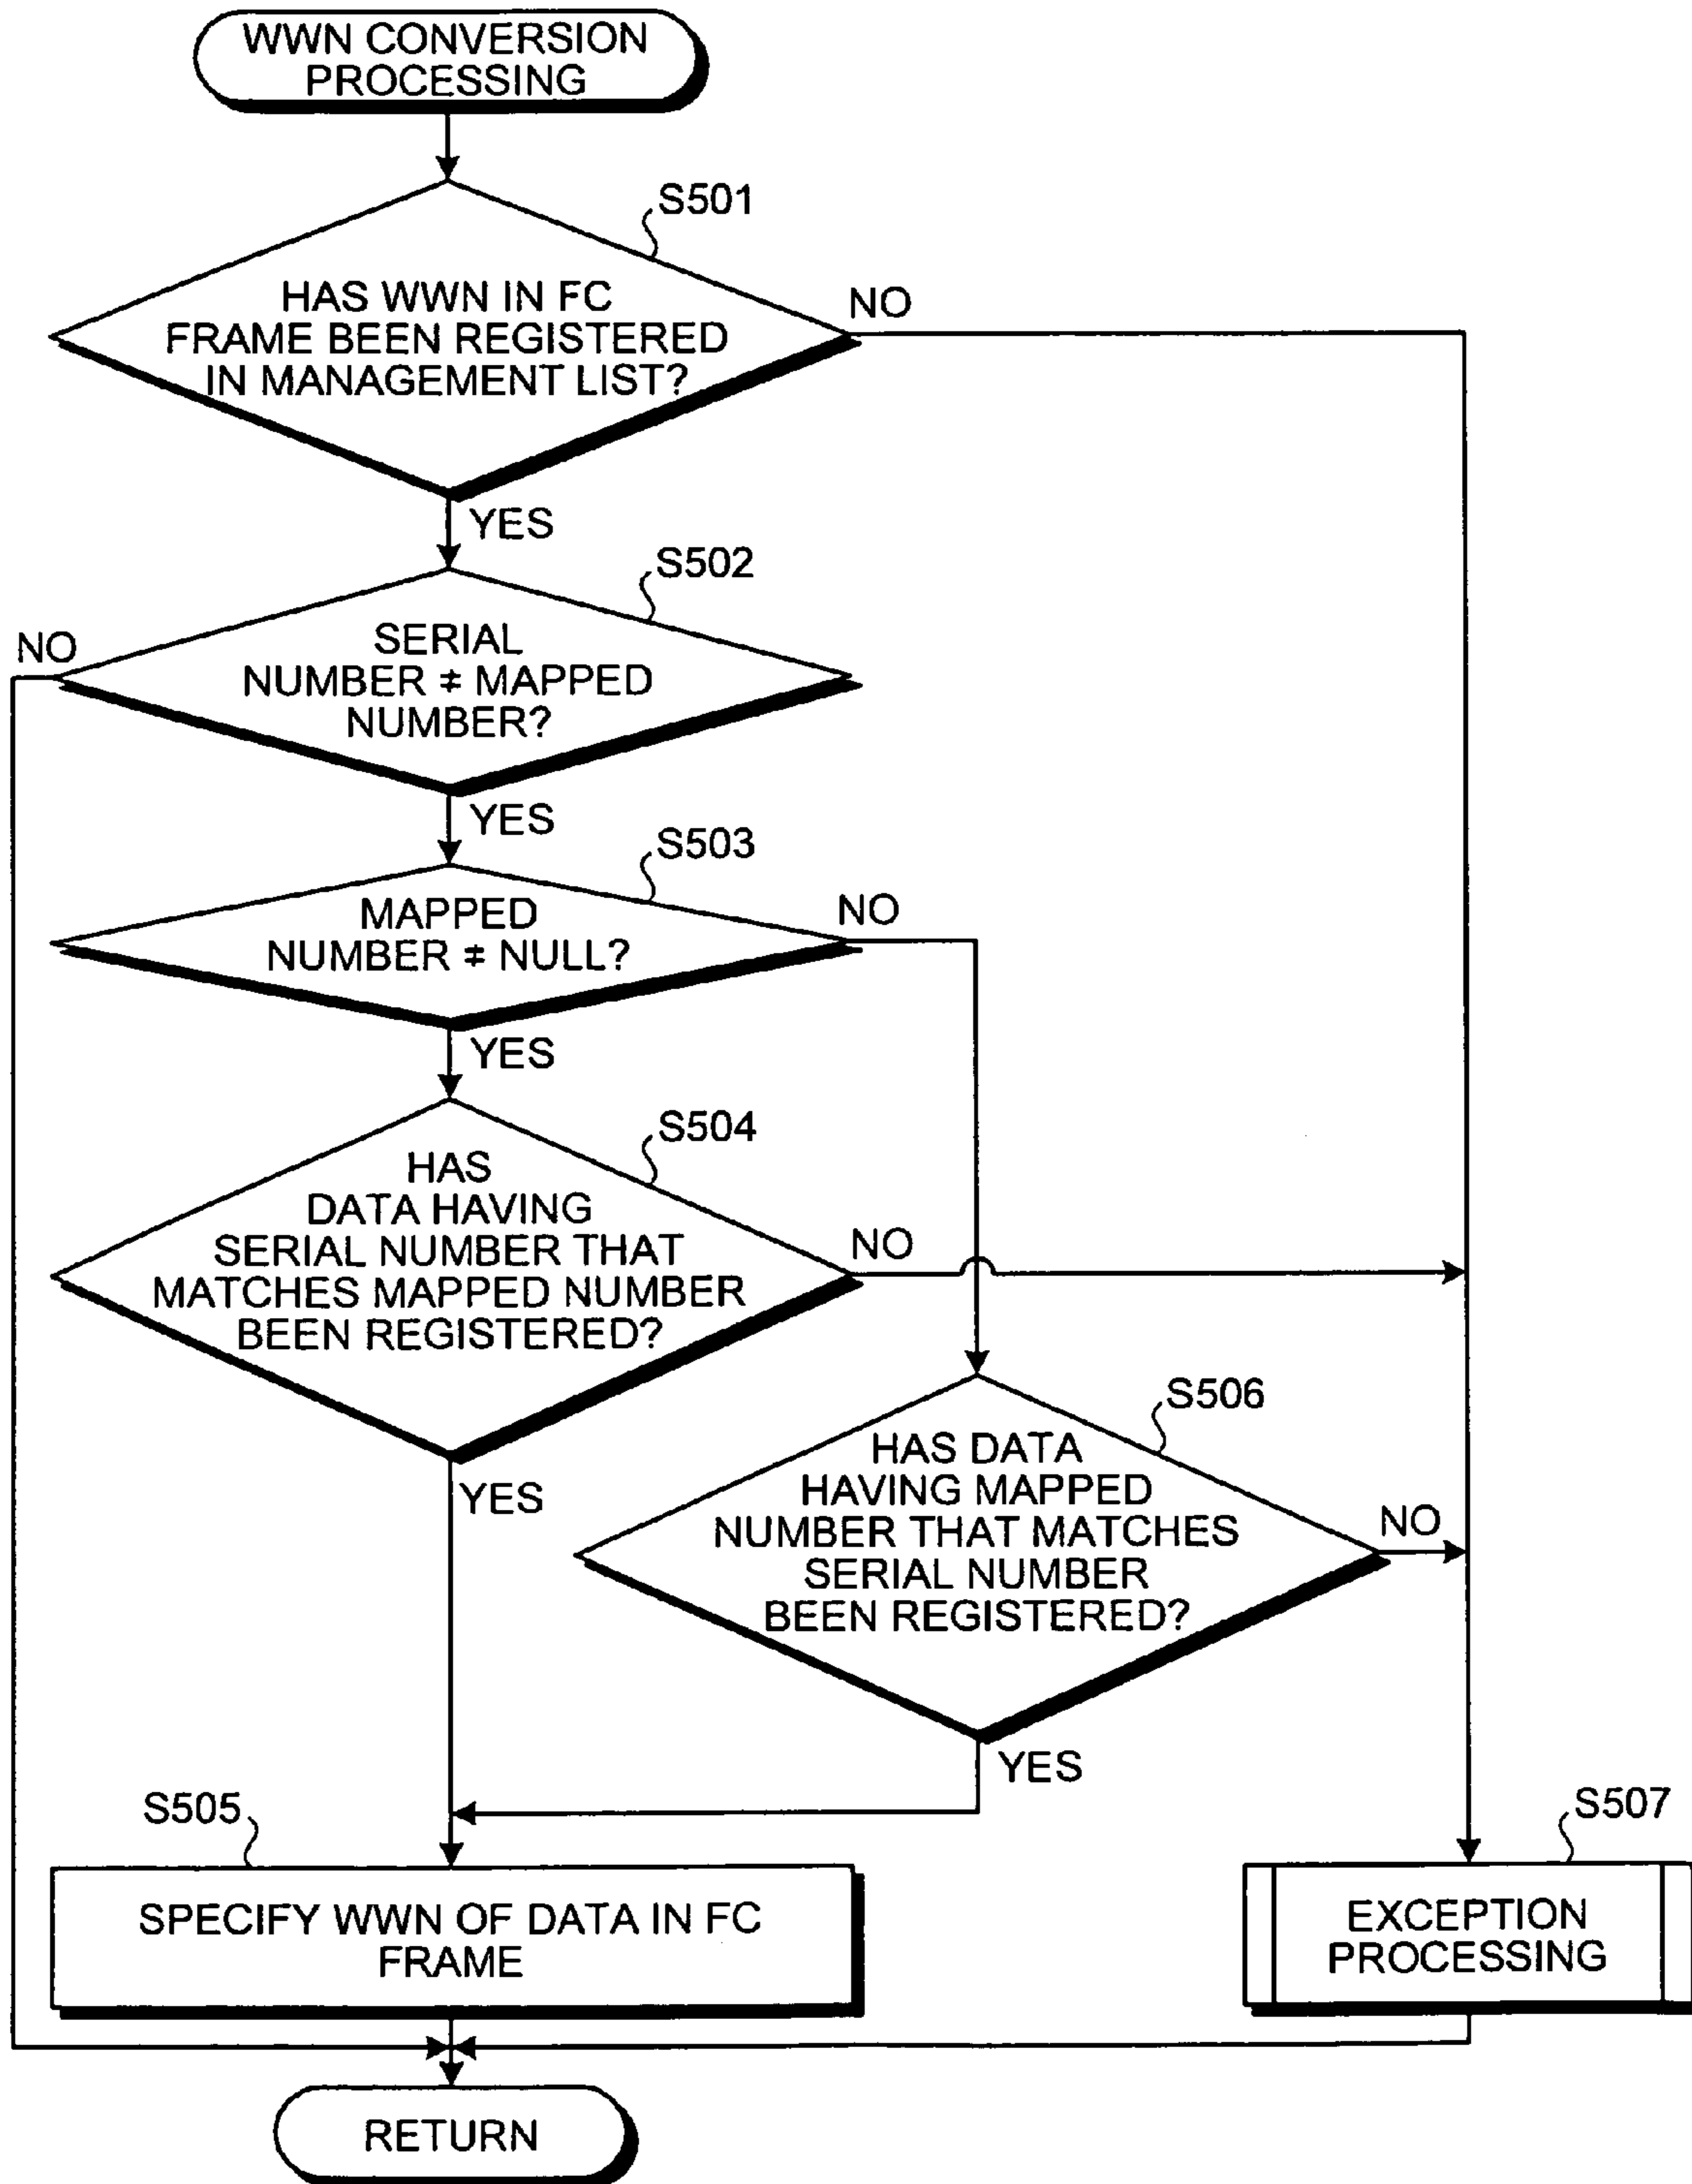 WWN CONVERSION
PROCESSING
S501
HAS WWN IN FC
FRAME BEEN REGISTERED
IN MANAGEMENT LIST?
NO
YES
S502
NO
SERIAL
NUMBER ≠ MAPPED
NUMBER?
YES
S503
MAPPED
NUMBER ≠ NULL?
NO
YES
S504
HAS
DATA HAVING
SERIAL NUMBER THAT
MATCHES MAPPED NUMBER
BEEN REGISTERED?
NO
YES
S506
HAS DATA
HAVING MAPPED
NUMBER THAT MATCHES
SERIAL NUMBER
BEEN REGISTERED?
NO
YES
S505
SPECIFY WWN OF DATA IN FC
FRAME
S507
EXCEPTION
PROCESSING
RETURN